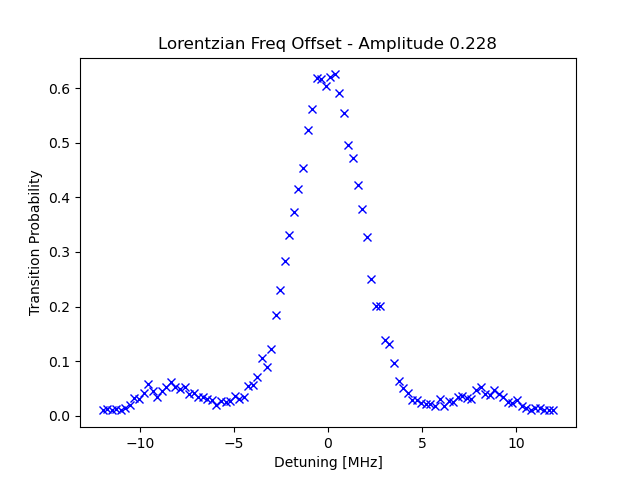 Lorentzian Freq Offset - Amplitude 0.228
Transition Probability
0.6
0.5
0.4
0.3
0.2
0.1
0.0
−10 −5 0 5 10
Detuning [MHz]